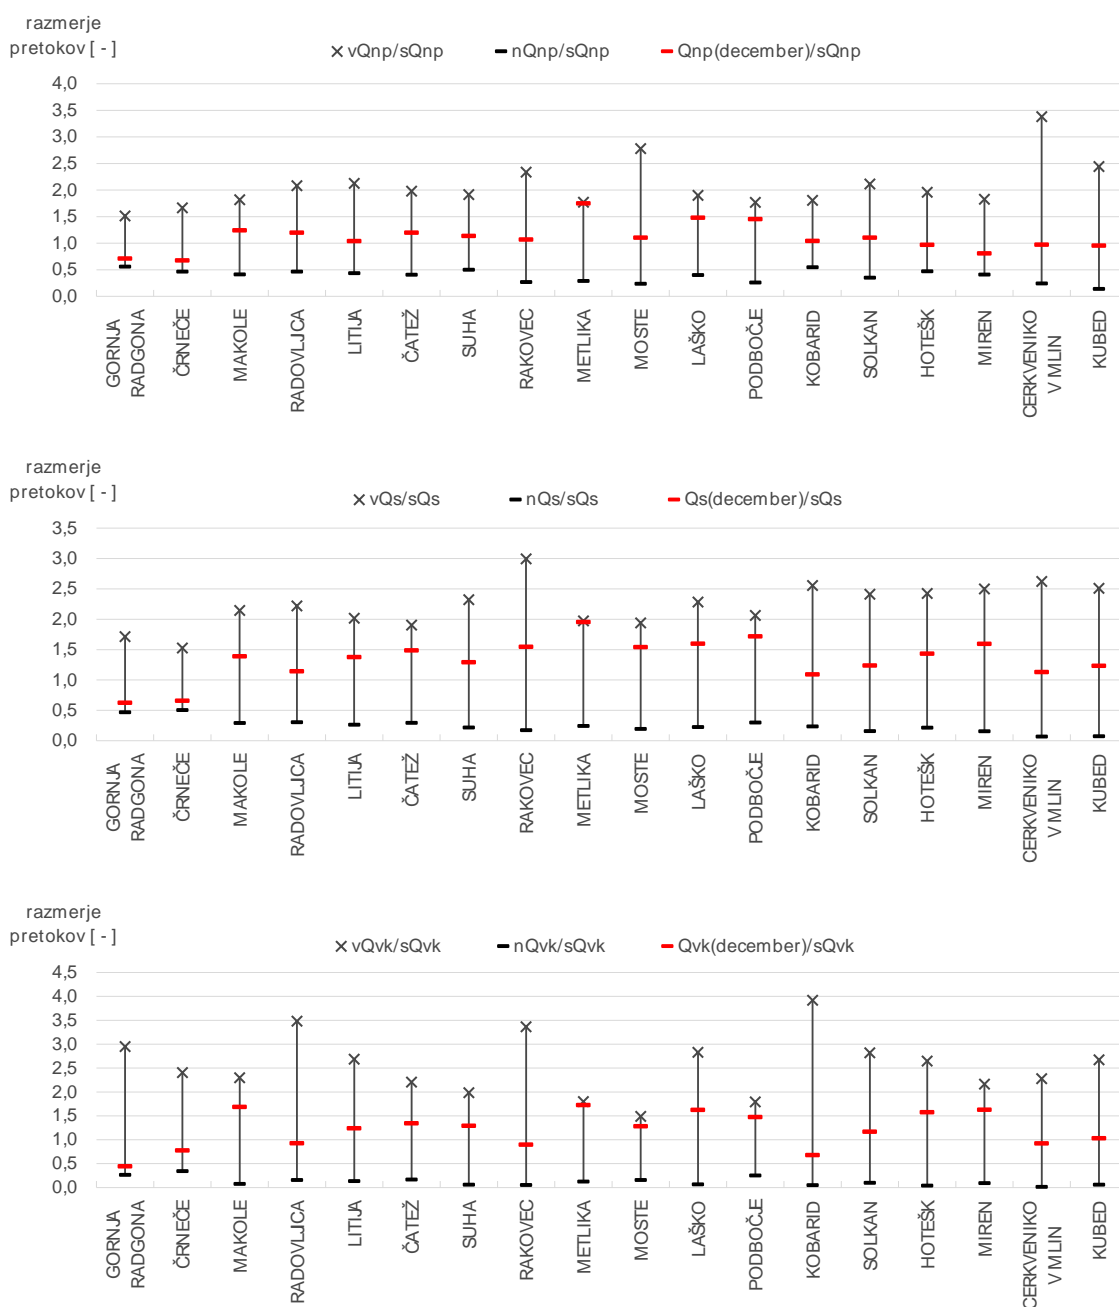 razmerje
pretokov [ - ]
vQnp/sQnp nQnp/sQnp Qnp(december)/sQnp
4,0
3,5
3,0
2,5
2,0
1,5
1,0
0,5
0,0
GORNJA
RADGONA
ČRNEČE
MAKOLE
RADOVLJICA
LITIJA
ČATEŽ
SUHA
RAKOVEC
METLIKA
MOSTE
LAŠKO
PODBOČJE
KOBARID
SOLKAN
HOTEŠK
MIREN
CERKVENIKO
V MLIN
KUBED
razmerje
pretokov [ - ]
vQs/sQs nQs/sQs Qs(december)/sQs
3,5
3,0
2,5
2,0
1,5
1,0
0,5
0,0
GORNJA
RADGONA
ČRNEČE
MAKOLE
RADOVLJICA
LITIJA
ČATEŽ
SUHA
RAKOVEC
METLIKA
MOSTE
LAŠKO
PODBOČJE
KOBARID
SOLKAN
HOTEŠK
MIREN
CERKVENIKO
V MLIN
KUBED
razmerje
pretokov [ - ]
vQvk/sQvk nQvk/sQvk Qvk(december)/sQvk
4,5
4,0
3,5
3,0
2,5
2,0
1,5
1,0
0,5
0,0
GORNJA
RADGONA
ČRNEČE
MAKOLE
RADOVLJICA
LITIJA
ČATEŽ
SUHA
RAKOVEC
METLIKA
MOSTE
LAŠKO
PODBOČJE
KOBARID
SOLKAN
HOTEŠK
MIREN
CERKVENIKO
V MLIN
KUBED